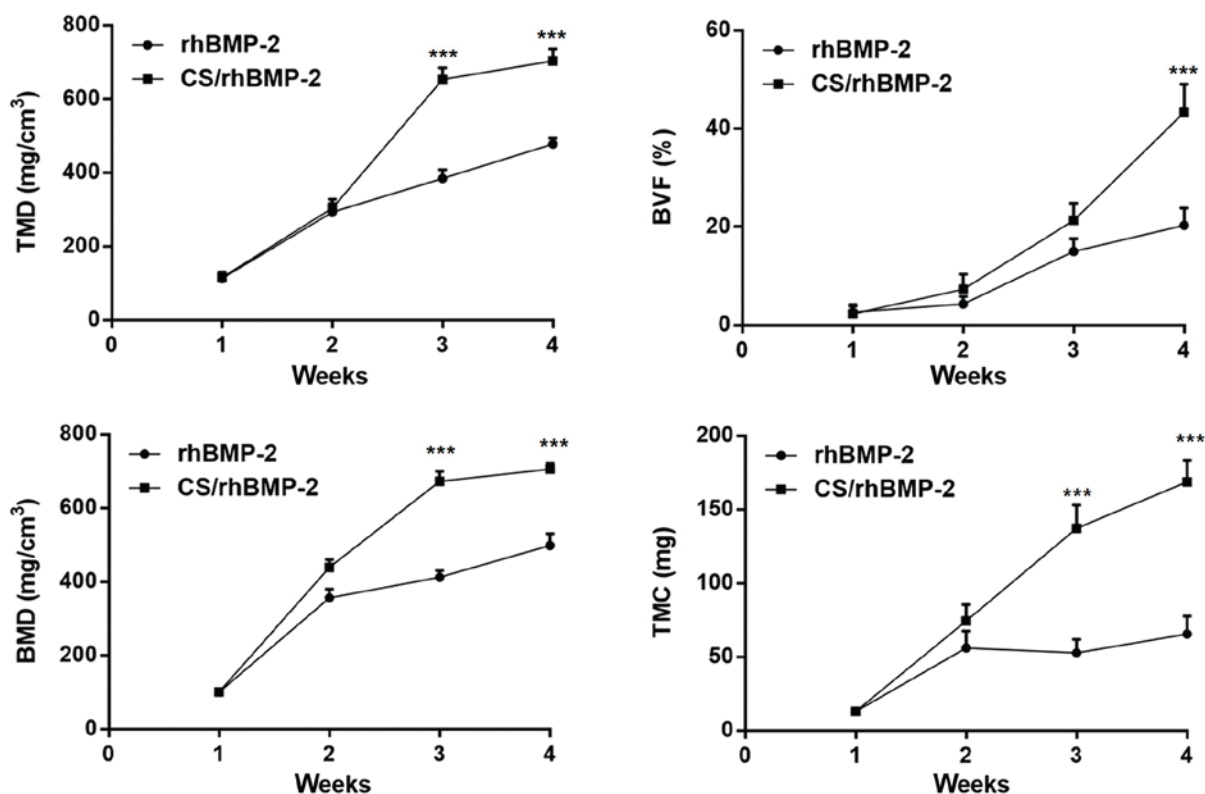 TMD (mg/cm³)
800
600
400
200
0
rhBMP-2
CS/rhBMP-2
***
***
0 1 2 3 4
Weeks
BVF (%)
60
40
20
0
rhBMP-2
CS/rhBMP-2
***
0 1 2 3 4
Weeks
BMD (mg/cm³)
800
600
400
200
0
rhBMP-2
CS/rhBMP-2
***
***
0 1 2 3 4
Weeks
TMC (mg)
200
150
100
50
0
rhBMP-2
CS/rhBMP-2
***
***
0 1 2 3 4
Weeks